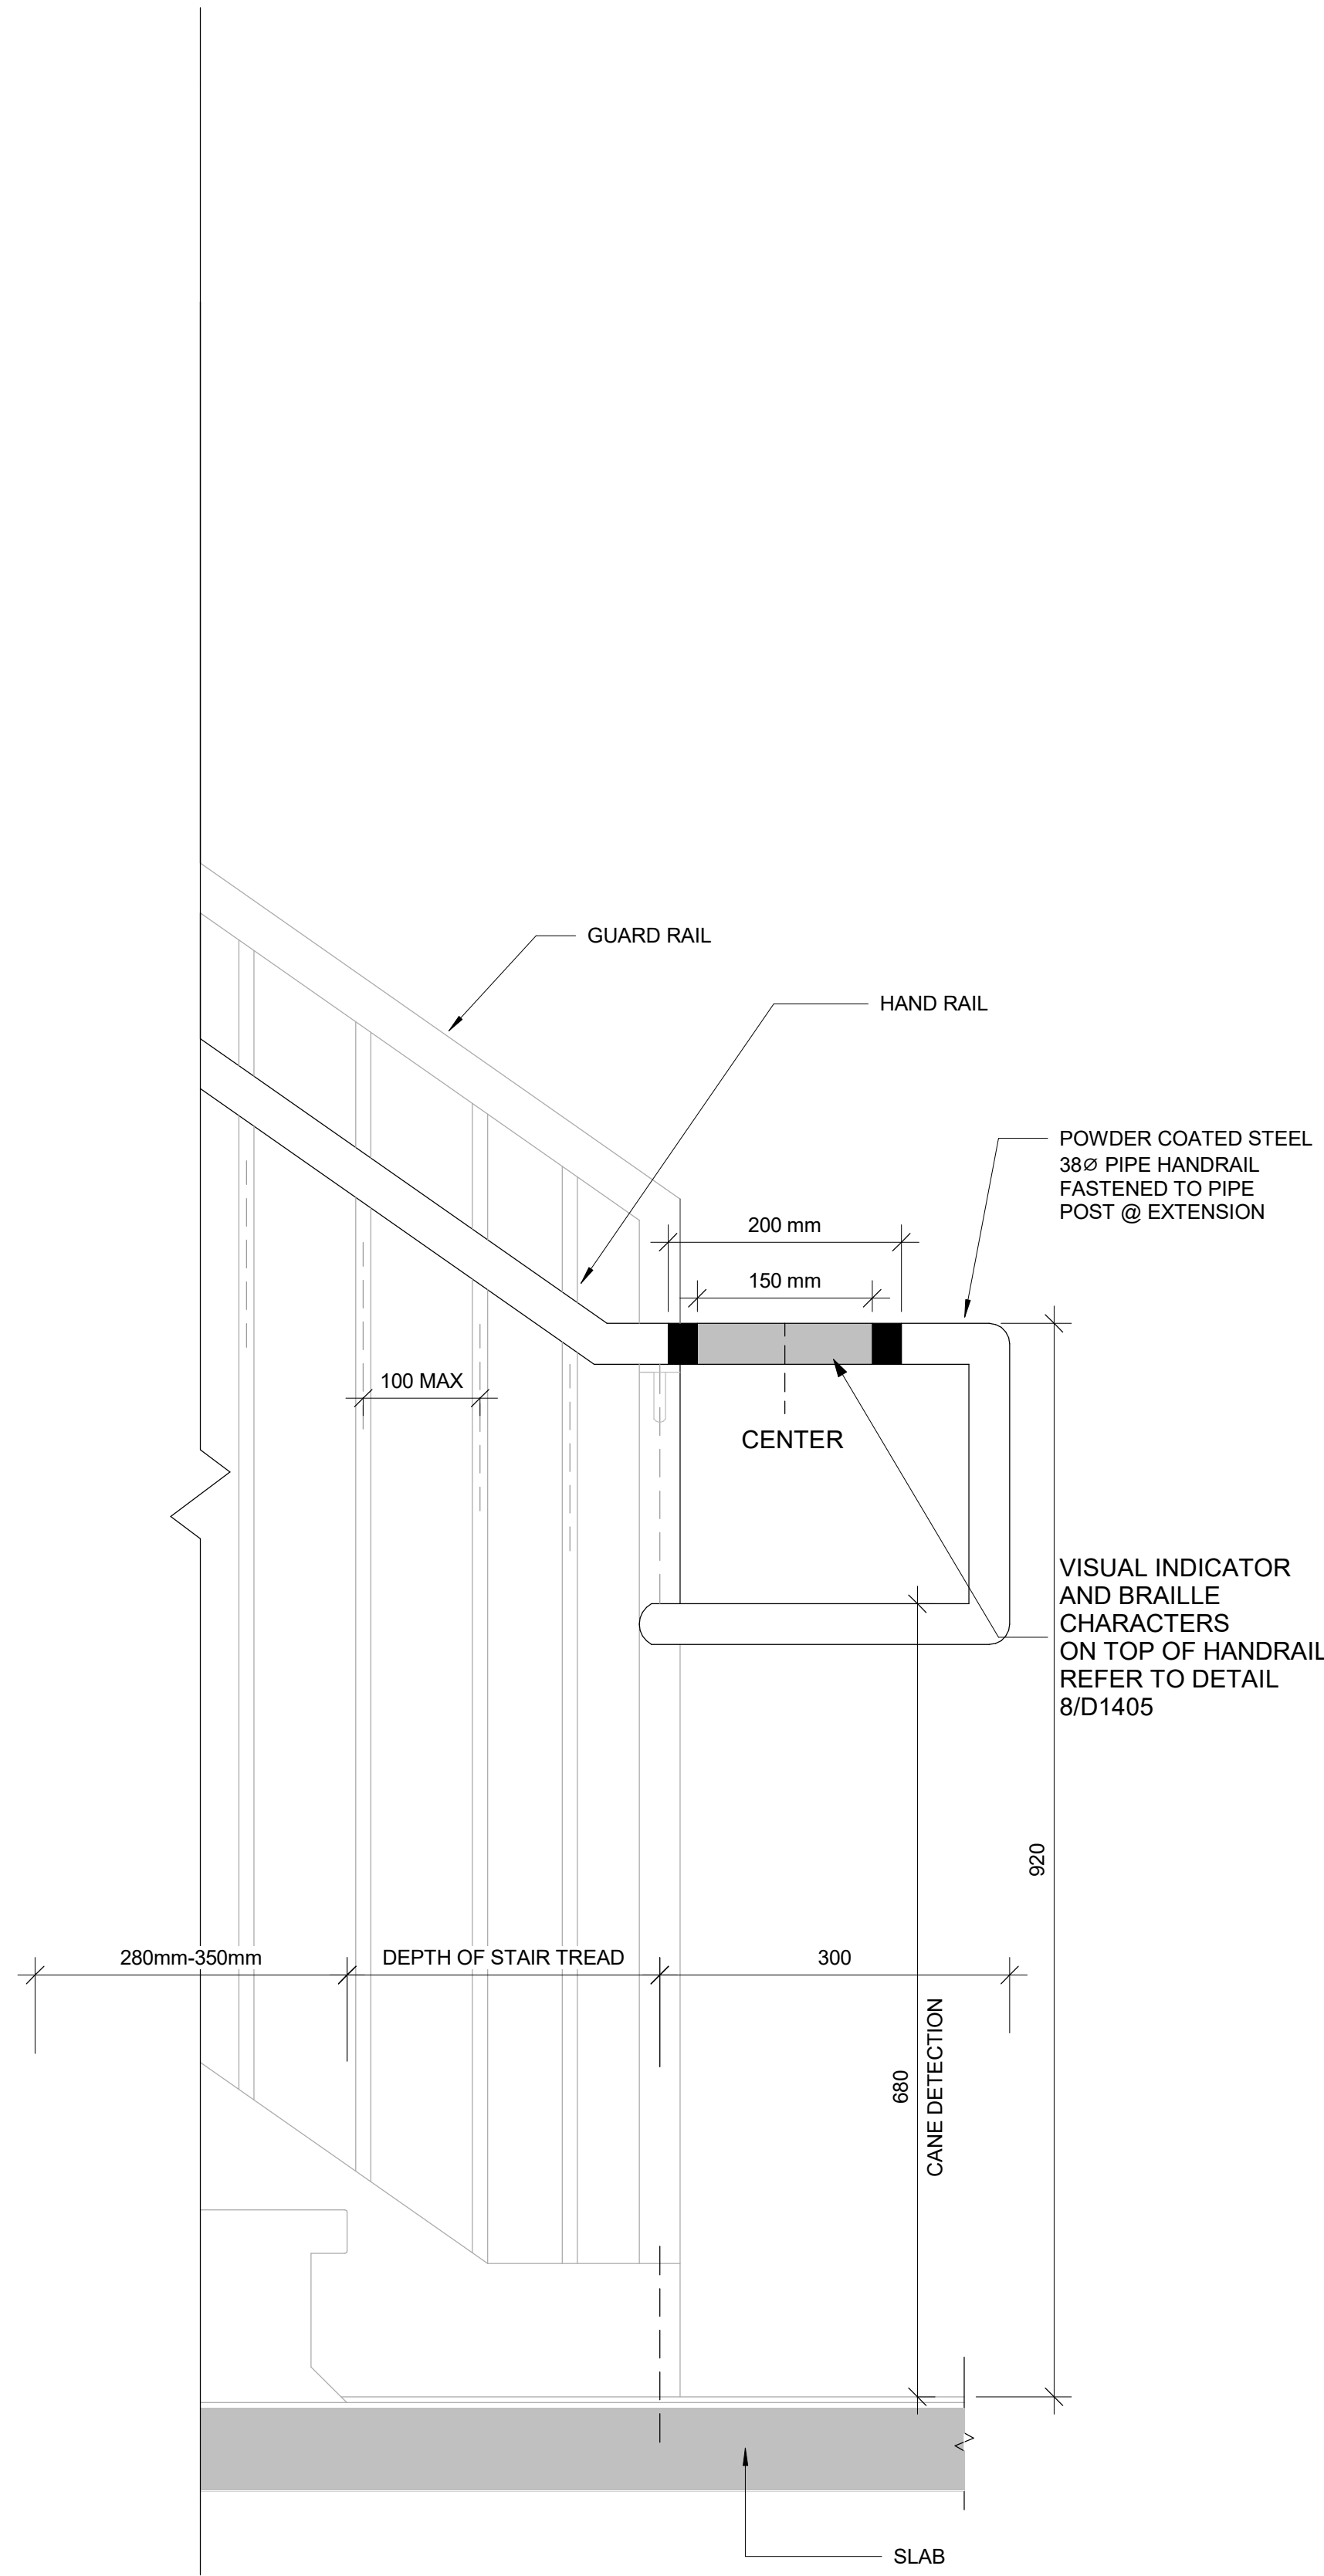 GUARD RAIL
HAND RAIL
POWDER COATED STEEL
38∅ PIPE HANDRAIL
FASTENED TO PIPE
POST @ EXTENSION
200 mm
150 mm
100 MAX
CENTER
VISUAL INDICATOR
AND BRAILLE
CHARACTERS
ON TOP OF HANDRAIL
REFER TO DETAIL
8/D1405
920
280mm-350mm
DEPTH OF STAIR TREAD
300
680
CANE DETECTION
SLAB